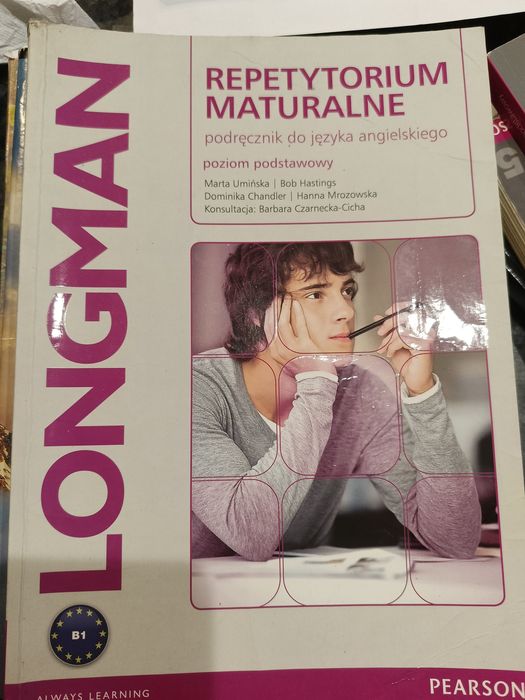 LONGMAN
REPETYTORIUM
MATURALNE
podręcznik do języka angielskiego
poziom podstawowy
Marta Umińska | Bob Hastings
Dominika Chandler | Hanna Mrozowska
Konsultacja: Barbara Czarnecka-Cicha
B1
ALWAYS LEARNING
PEARSON
5